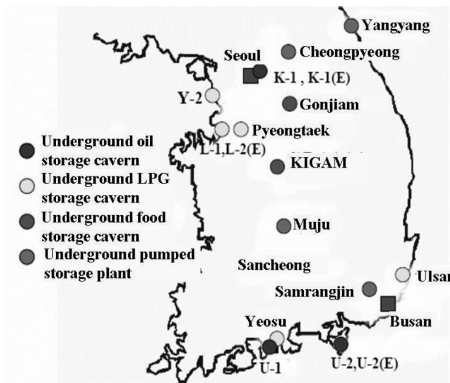 Yangyang
Cheongpyeong
Seoul
K-1 , K-1(E)
Y-2
Gonjiam
Pyeongtaek
L-1,L-2(E)
Underground oil
storage cavern
KIGAM
Underground LPG
storage cavern
Underground food
storage cavern
Muju
Underground pumped
storage plant
Sancheong
Ulsan
Samrangjin
Busan
Yeosu
U-1
U-2,U-2(E)